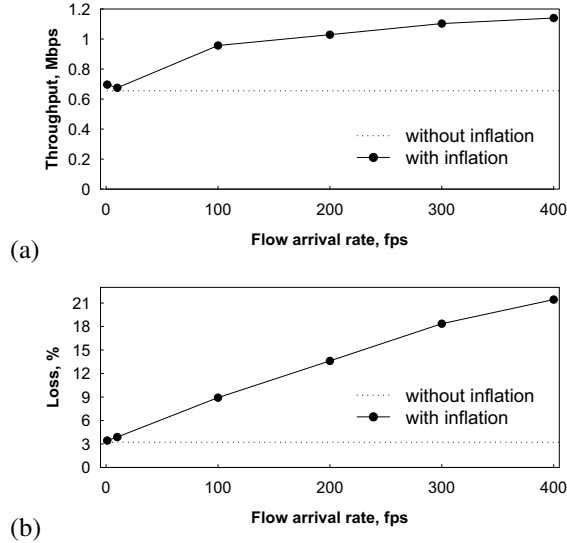 1.2
1
0.8
0.6
0.4
0.2
0
Throughput, Mbps
without inflation
with inflation
0 100 200 300 400
Flow arrival rate, fps
(a)
21
18
15
12
9
6
3
0
Loss, %
without inflation
with inflation
0 100 200 300 400
Flow arrival rate, fps
(b)